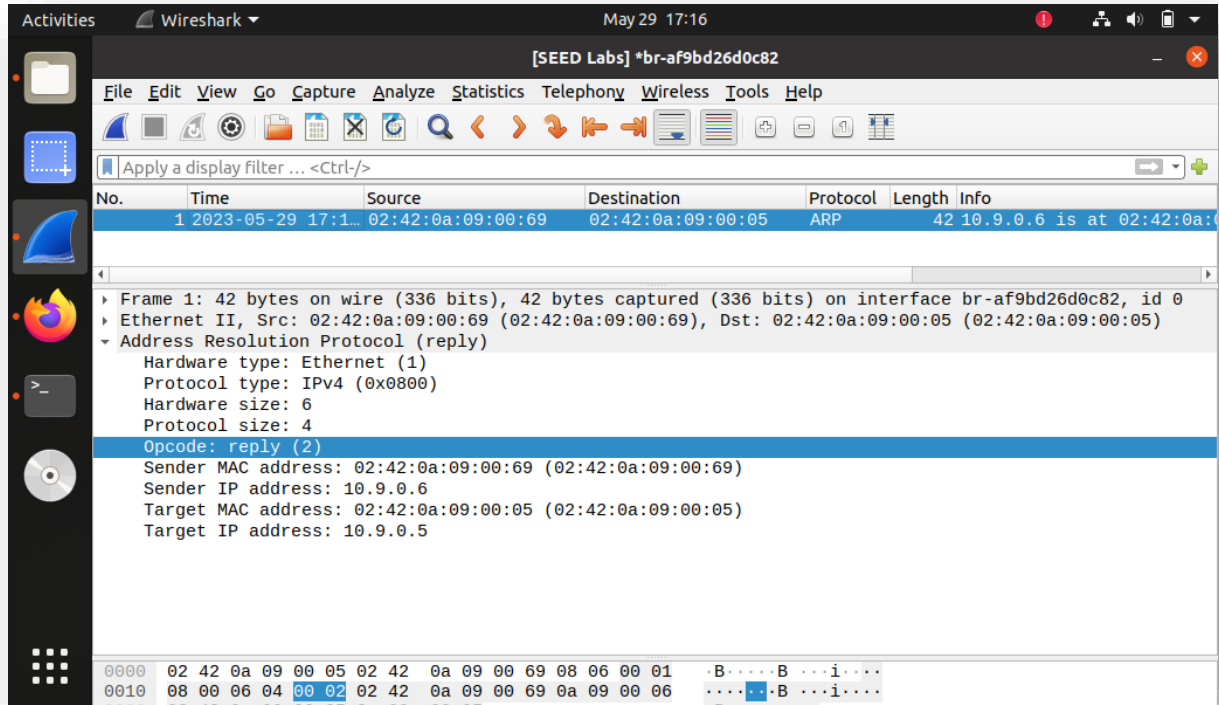 Activities Wireshark May 29 17:16
[SEED Labs] *br-af9bd26d0c82
File Edit View Go Capture Analyze Statistics Telephony Wireless Tools Help
Apply a display filter … <Ctrl-/>
No. Time Source Destination Protocol Length Info
1 2023-05-29 17:1… 02:42:0a:09:00:69 02:42:0a:09:00:05 ARP 42 10.9.0.6 is at 02:42:0a:
Frame 1: 42 bytes on wire (336 bits), 42 bytes captured (336 bits) on interface br-af9bd26d0c82, id 0
Ethernet II, Src: 02:42:0a:09:00:69 (02:42:0a:09:00:69), Dst: 02:42:0a:09:00:05 (02:42:0a:09:00:05)
Address Resolution Protocol (reply)
Hardware type: Ethernet (1)
Protocol type: IPv4 (0x0800)
Hardware size: 6
Protocol size: 4
Opcode: reply (2)
Sender MAC address: 02:42:0a:09:00:69 (02:42:0a:09:00:69)
Sender IP address: 10.9.0.6
Target MAC address: 02:42:0a:09:00:05 (02:42:0a:09:00:05)
Target IP address: 10.9.0.5
0000 02 42 0a 09 00 05 02 42 0a 09 00 69 08 06 00 01 ·B·····B ···i····
0010 08 00 06 04 00 02 02 42 0a 09 00 69 0a 09 00 06 ·······B ···i····